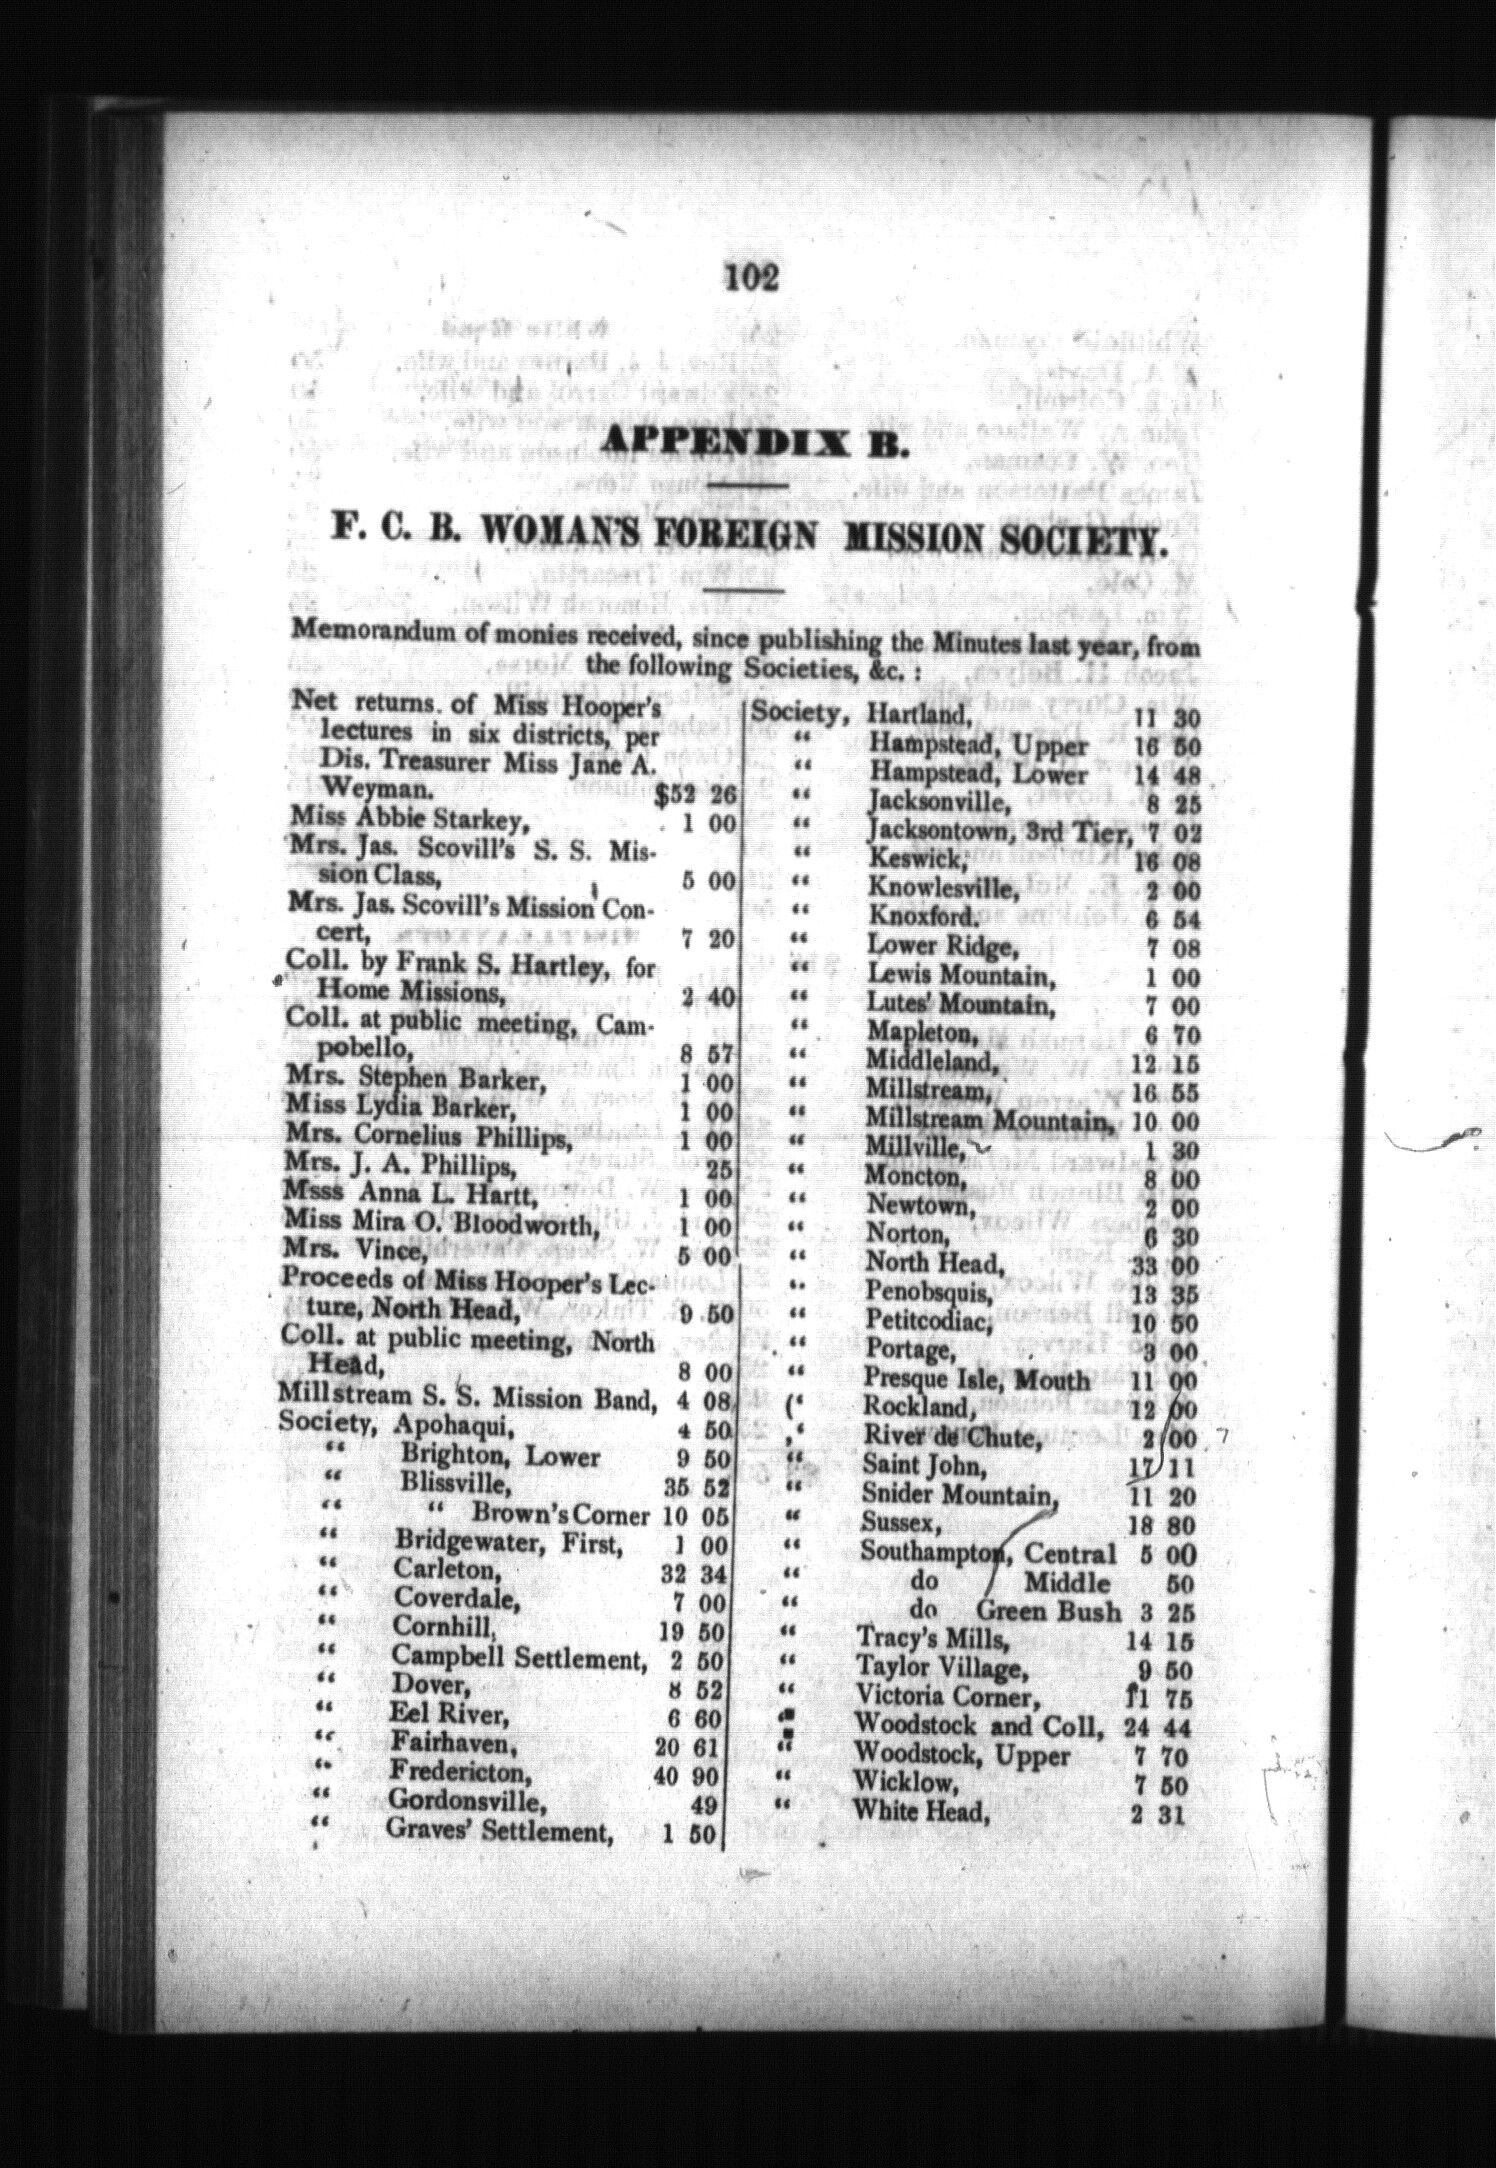 102
APPENDIX B.
F. C. B. WOMAN'S FOREIGN MISSION SOCIETY.
Memorandum of monies received, since publishing the Minutes last year, from
the following Societies, &c. :
Net returns of Miss Hooper's
lectures in six districts, per
Dis. Treasurer Miss Jane A.
Weyman. $52 26
Miss Abbie Starkey, 1 00
Mrs. Jas. Scovill's S. S. Mis-
sion Class, 5 00
Mrs. Jas. Scovill's Mission Con-
cert, 7 20
Coll. by Frank S. Hartley, for
Home Missions, 2 40
Coll. at public meeting, Cam-
pobello, 8 57
Mrs. Stephen Barker, 1 00
Miss Lydia Barker, 1 00
Mrs. Cornelius Phillips, 1 00
Mrs. J. A. Phillips, 25
Msss Anna L. Hartt, 1 00
Miss Mira O. Bloodworth, 1 00
Mrs. Vince, 5 00
Proceeds of Miss Hooper's Lec-
ture, North Head, 9 50
Coll. at public meeting, North
Head, 8 00
Millstream S. S. Mission Band, 4 08
Society, Apohaqui, 4 50
“ Brighton, Lower 9 50
“ Blissville, 35 52
“ “ Brown's Corner 10 05
“ Bridgewater, First, 1 00
“ Carleton, 32 34
“ Coverdale, 7 00
“ Cornhill, 19 50
“ Campbell Settlement, 2 50
“ Dover, 8 52
“ Eel River, 6 60
“ Fairhaven, 20 61
“ Fredericton, 40 90
“ Gordonsville, 49
“ Graves' Settlement, 1 50
Society, Hartland, 11 30
“ Hampstead, Upper 16 50
“ Hampstead, Lower 14 48
“ Jacksonville, 8 25
“ Jacksontown, 3rd Tier, 7 02
“ Keswick, 16 08
“ Knowlesville, 2 00
“ Knoxford. 6 54
“ Lower Ridge, 7 08
“ Lewis Mountain, 1 00
“ Lutes' Mountain, 7 00
“ Mapleton, 6 70
“ Middleland, 12 15
“ Millstream, 16 55
“ Millstream Mountain, 10 00
“ Millville, 1 30
“ Moncton, 8 00
“ Newtown, 2 00
“ Norton, 6 30
“ North Head, 33 00
“ Penobsquis, 13 35
“ Petitcodiac, 10 50
“ Portage, 3 00
“ Presque Isle, Mouth 11 00
“ Rockland, 12 00
“ River de Chute, 2 00
“ Saint John, 17 11
“ Snider Mountain, 11 20
“ Sussex, 18 80
“ Southampton, Central 5 00
“ do Middle 50
“ do Green Bush 3 25
“ Tracy's Mills, 14 15
“ Taylor Village, 9 50
“ Victoria Corner, 11 75
“ Woodstock and Coll, 24 44
“ Woodstock, Upper 7 70
“ Wicklow, 7 50
“ White Head, 2 31